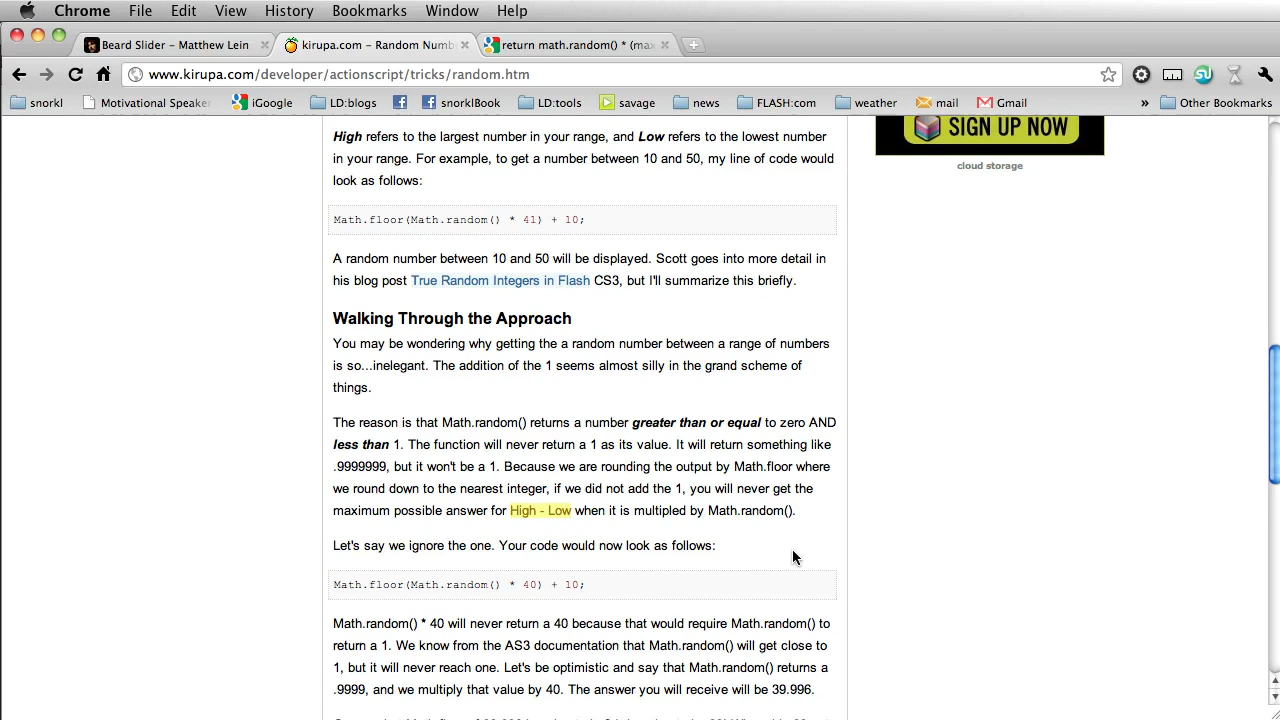 Chrome File Edit View History Bookmarks Window Help
Beard Slider - Matthew Lein
kirupa.com - Random Numb
return math.random() * (ma
www.kirupa.com/developer/actionscript/tricks/random.htm
snorkl Motivational Speaker iGoogle LD:blogs snorklBook LD:tools savage news FLASH:com weather mail Gmail » Other Bookmarks
High refers to the largest number in your range, and Low refers to the lowest number
in your range. For example, to get a number between 10 and 50, my line of code would
look as follows:
Math.floor(Math.random() * 41) + 10;
A random number between 10 and 50 will be displayed. Scott goes into more detail in
his blog post True Random Integers in Flash CS3, but I'll summarize this briefly.
Walking Through the Approach
You may be wondering why getting the a random number between a range of numbers
is so...inelegant. The addition of the 1 seems almost silly in the grand scheme of
things.
The reason is that Math.random() returns a number greater than or equal to zero AND
less than 1. The function will never return a 1 as its value. It will return something like
.9999999, but it won't be a 1. Because we are rounding the output by Math.floor where
we round down to the nearest integer, if we did not add the 1, you will never get the
maximum possible answer for High - Low when it is multipled by Math.random().
Let's say we ignore the one. Your code would now look as follows:
Math.floor(Math.random() * 40) + 10;
Math.random() * 40 will never return a 40 because that would require Math.random() to
return a 1. We know from the AS3 documentation that Math.random() will get close to
1, but it will never reach one. Let's be optimistic and say that Math.random() returns a
.9999, and we multiply that value by 40. The answer you will receive will be 39.996.
SIGN UP NOW
cloud storage